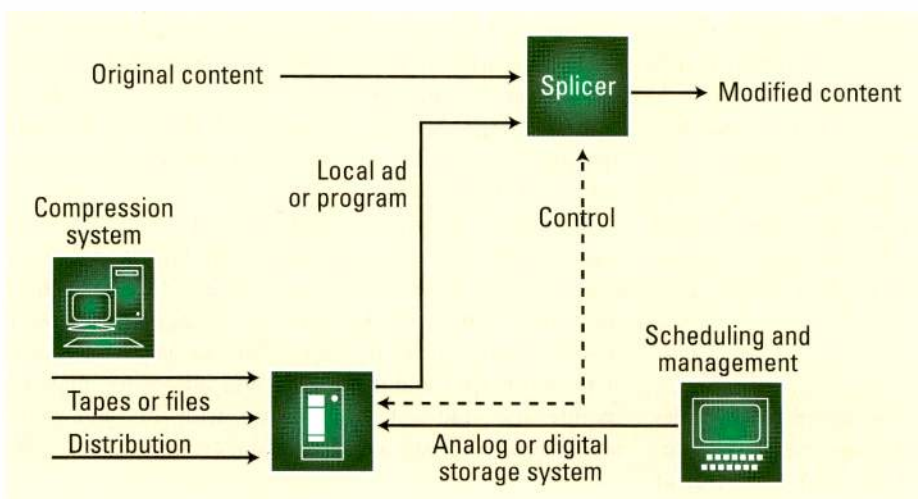 Original content
Splicer
Modified content
Local ad
or program
Compression
system
Control
Scheduling and
management
Tapes or files
Distribution
Analog or digital
storage system